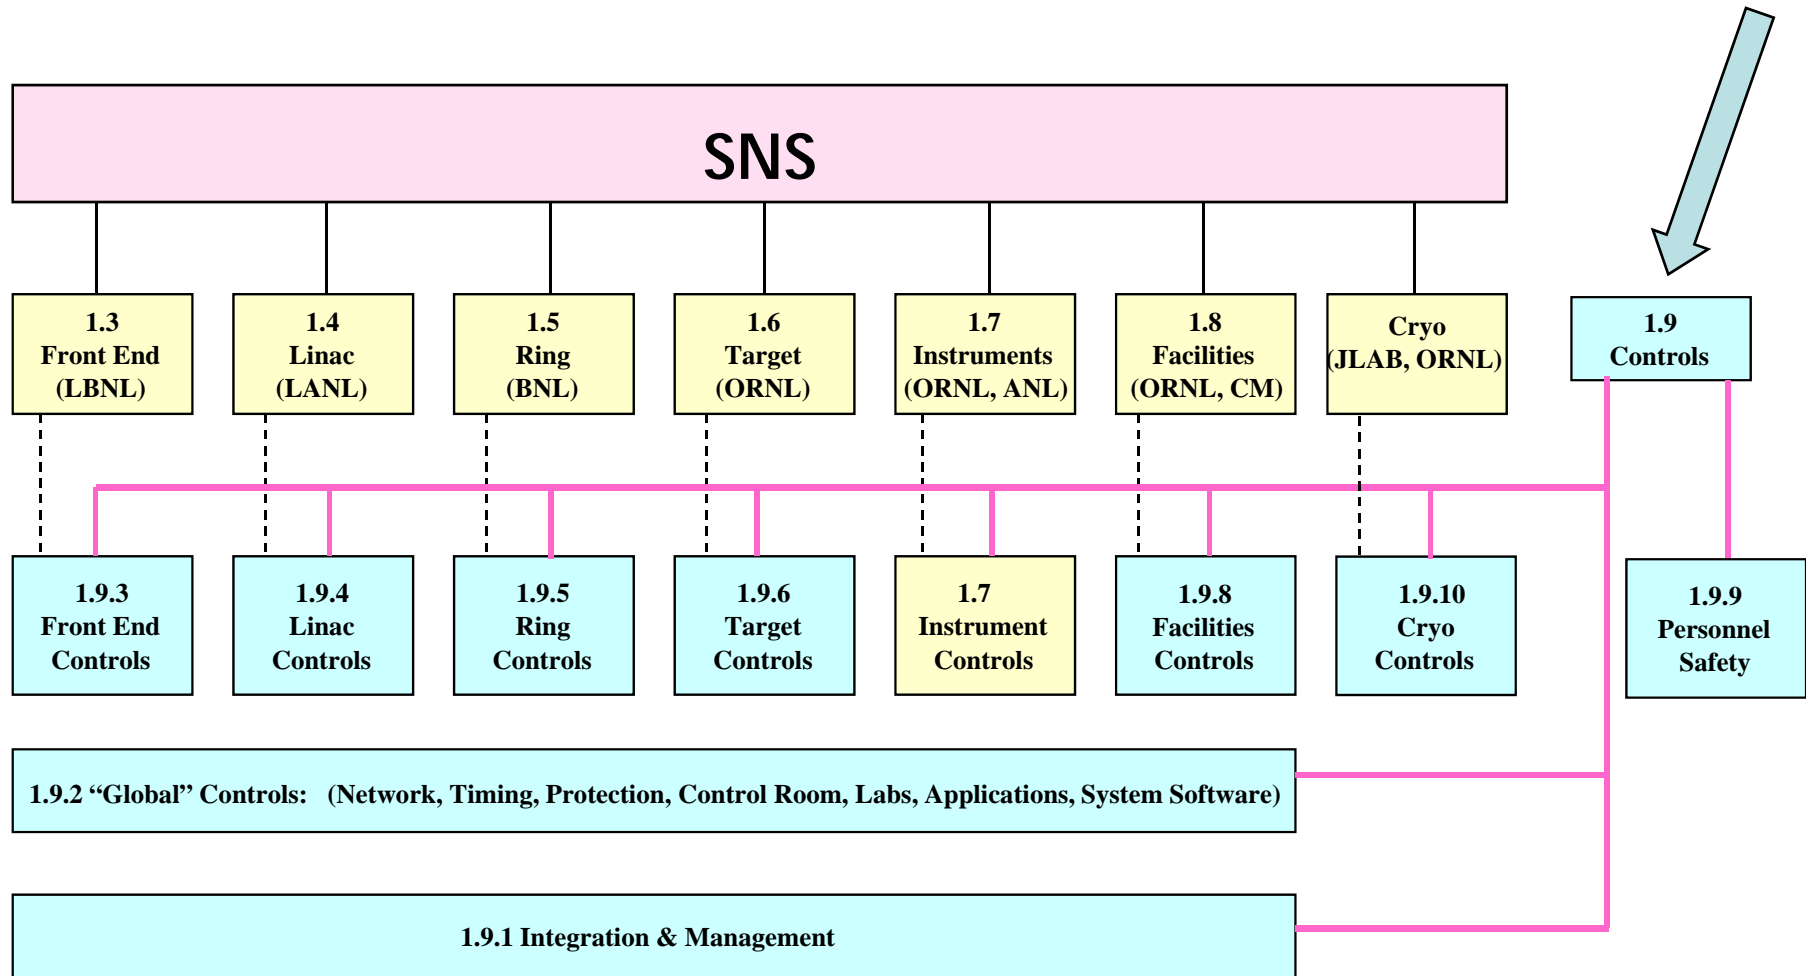 SNS
1.3
Front End
(LBNL)
1.4
Linac
(LANL)
1.5
Ring
(BNL)
1.6
Target
(ORNL)
1.7
Instruments
(ORNL, ANL)
1.8
Facilities
(ORNL, CM)
Cryo
(JLAB, ORNL)
1.9
Controls
1.9.3
Front End
Controls
1.9.4
Linac
Controls
1.9.5
Ring
Controls
1.9.6
Target
Controls
1.7
Instrument
Controls
1.9.8
Facilities
Controls
1.9.10
Cryo
Controls
1.9.9
Personnel
Safety
1.9.2 “Global” Controls: (Network, Timing, Protection, Control Room, Labs, Applications, System Software)
1.9.1 Integration & Management